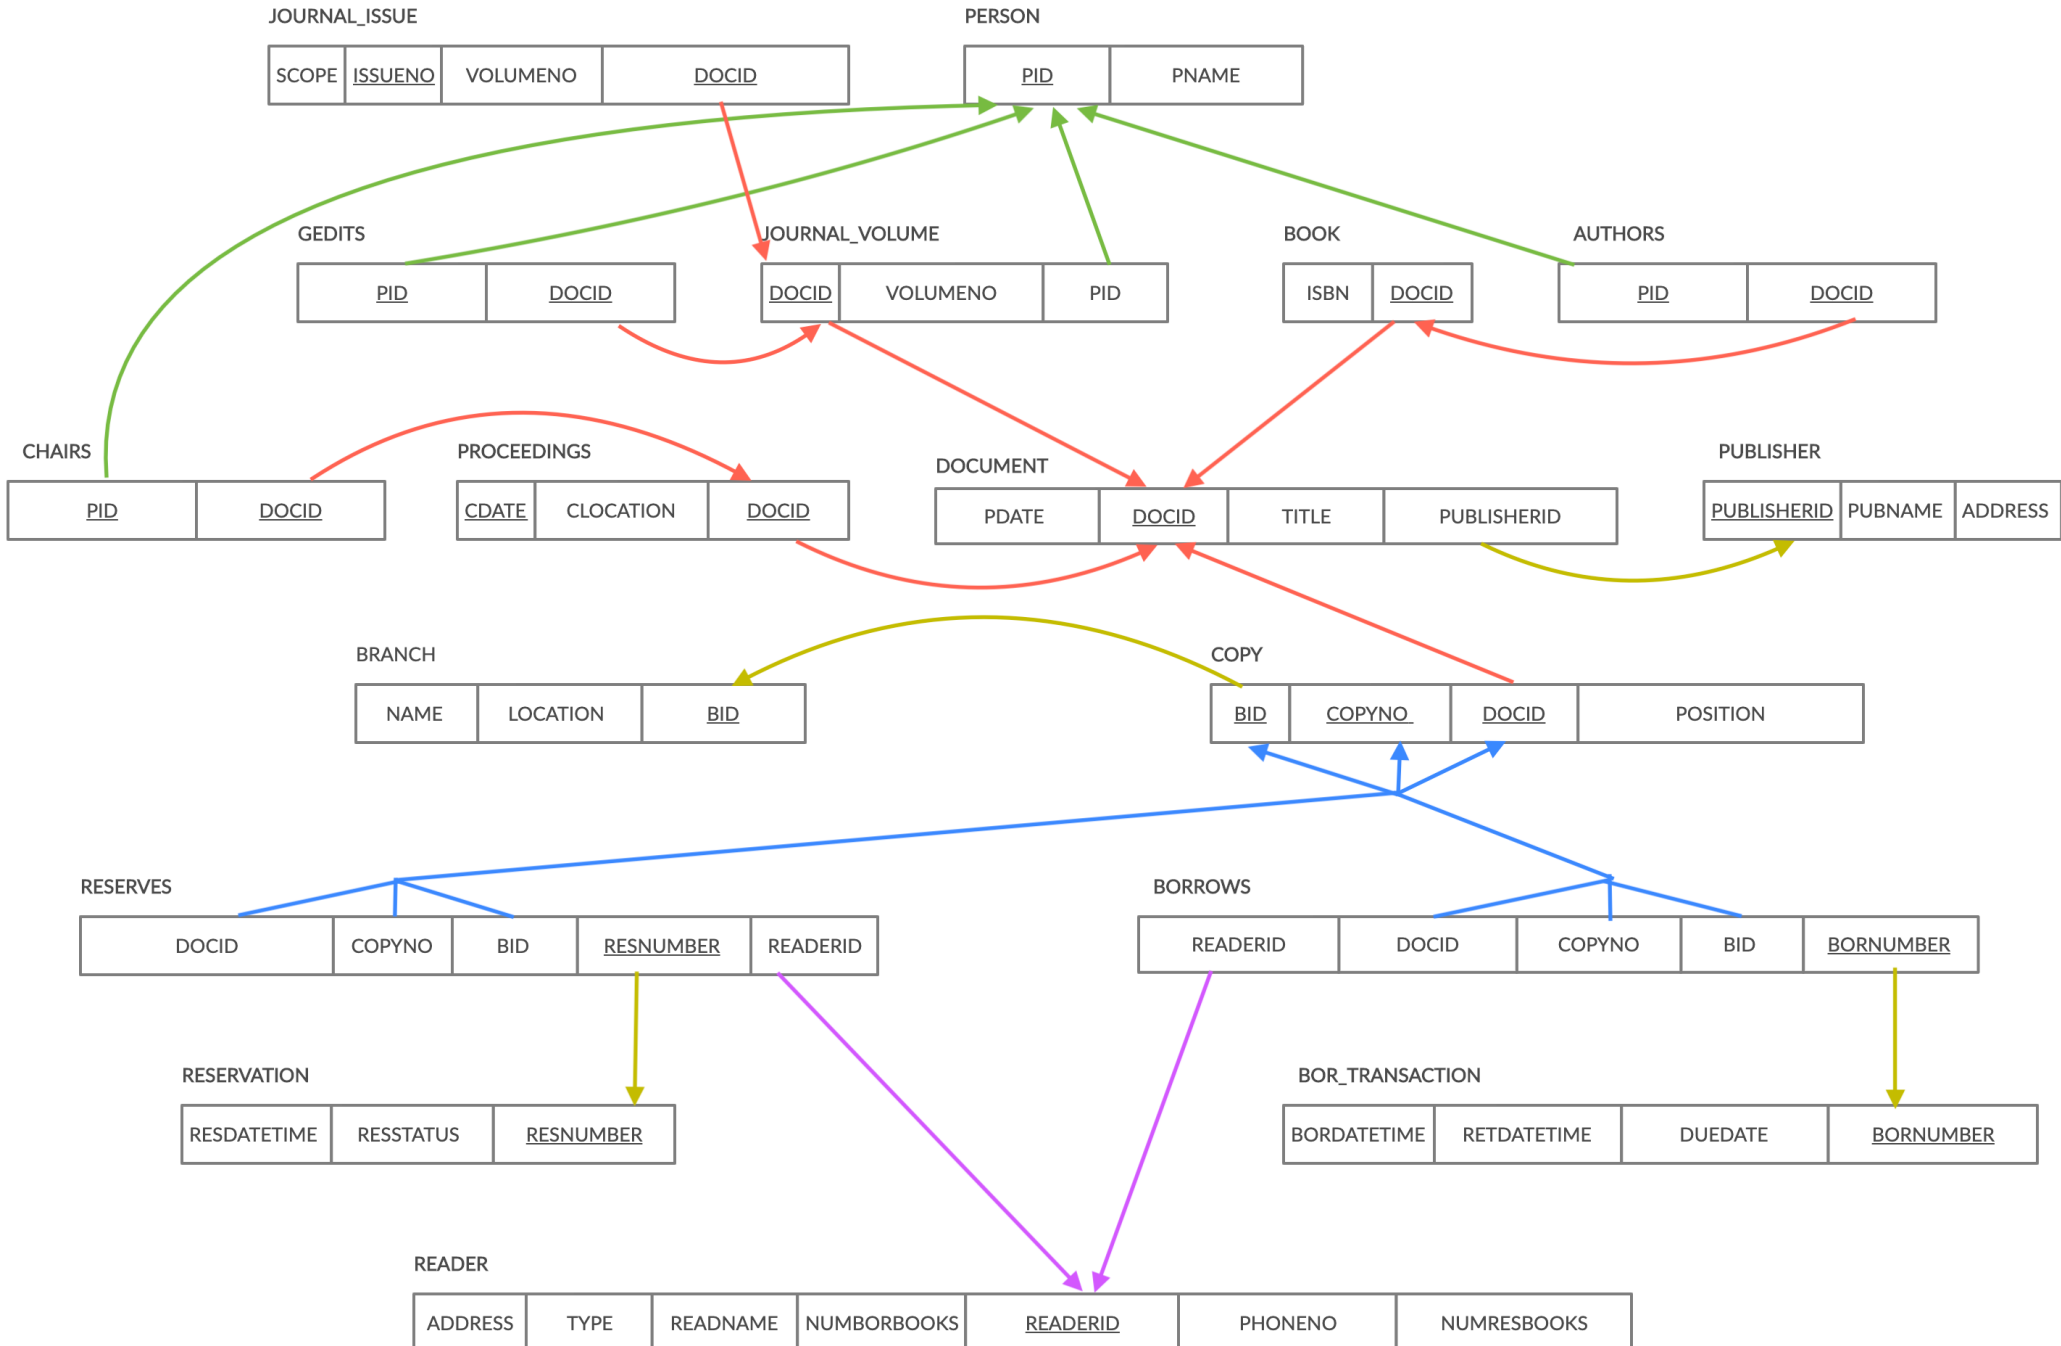 JOURNAL_ISSUE
SCOPE ISSUENO VOLUMENO DOCID
PERSON
PID PNAME
GEDITS
PID DOCID
JOURNAL_VOLUME
DOCID VOLUMENO PID
BOOK
ISBN DOCID
AUTHORS
PID DOCID
CHAIRS
PID DOCID
PROCEEDINGS
CDATE CLOCATION DOCID
DOCUMENT
PDATE DOCID TITLE PUBLISHERID
PUBLISHER
PUBLISHERID PUBNAME ADDRESS
BRANCH
NAME LOCATION BID
COPY
BID COPYNO DOCID POSITION
RESERVES
DOCID COPYNO BID RESNUMBER READERID
BORROWS
READERID DOCID COPYNO BID BORNUMBER
RESERVATION
RESDATETIME RESSTATUS RESNUMBER
BOR_TRANSACTION
BORDATETIME RETDATETIME DUEDATE BORNUMBER
READER
ADDRESS TYPE READNAME NUMBORBOOKS READERID PHONENO NUMRESBOOKS